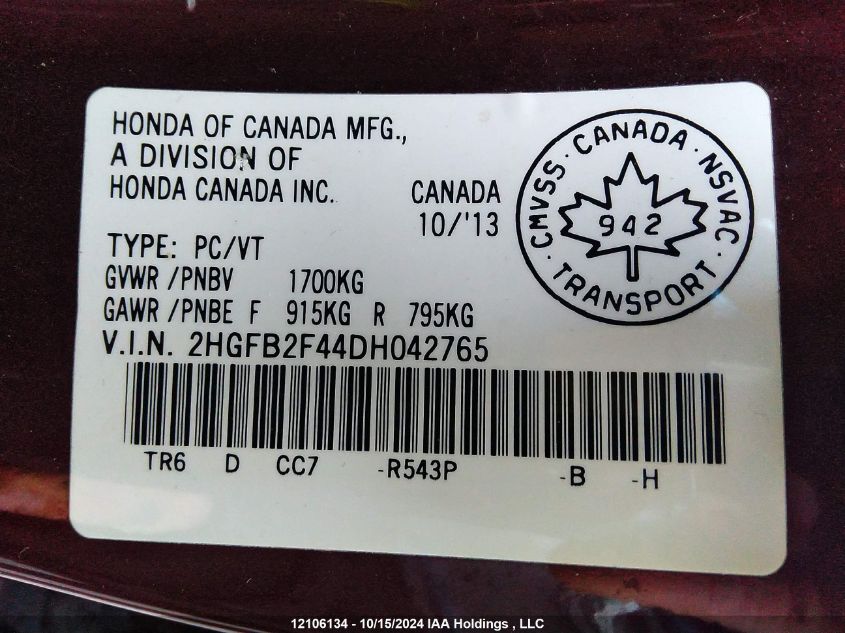 HONDA OF CANADA MFG.,
A DIVISION OF
HONDA CANADA INC. CANADA
10/'13
TYPE: PC/VT
GVWR /PNBV 1700KG
GAWR /PNBE F 915KG R 795KG
V.I.N. 2HGFB2F44DH042765
TR6 D CC7 -R543P -B -H
CMVSS · CANADA · NSVAC · TRANSPORT ·
942
12106134 - 10/15/2024 IAA Holdings , LLC